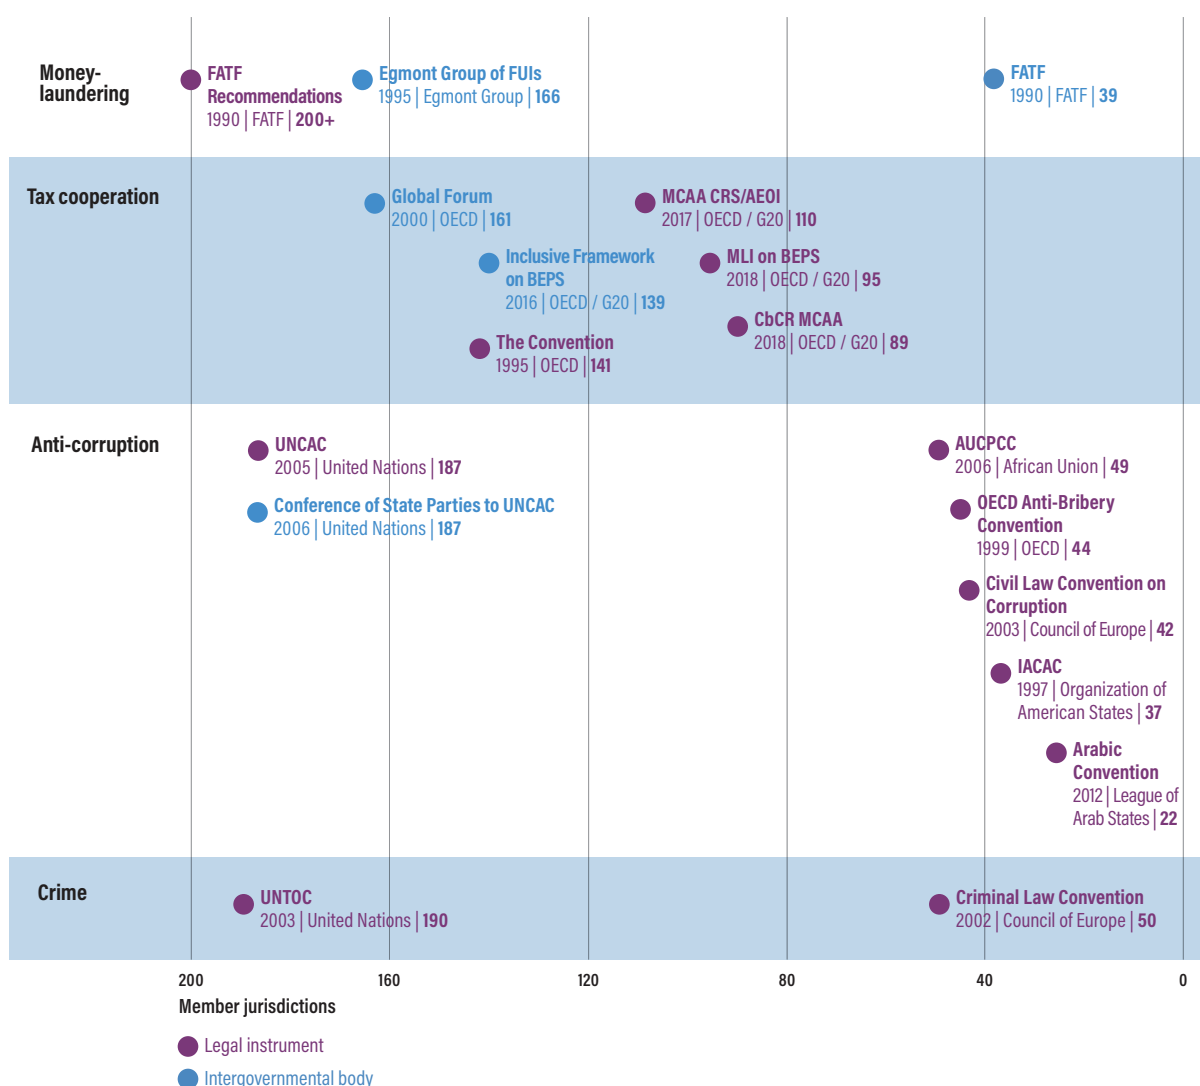 Money-
laundering
FATF
Recommendations
1990 | FATF | 200+
Egmont Group of FUIs
1995 | Egmont Group | 166
FATF
1990 | FATF | 39
Tax cooperation
Global Forum
2000 | OECD | 161
MCAA CRS/AEOI
2017 | OECD / G20 | 110
Inclusive Framework
on BEPS
2016 | OECD / G20 | 139
MLI on BEPS
2018 | OECD / G20 | 95
CbCR MCAA
2018 | OECD / G20 | 89
The Convention
1995 | OECD | 141
Anti-corruption
UNCAC
2005 | United Nations | 187
Conference of State Parties to UNCAC
2006 | United Nations | 187
AUCPCC
2006 | African Union | 49
OECD Anti-Bribery
Convention
1999 | OECD | 44
Civil Law Convention on
Corruption
2003 | Council of Europe | 42
IACAC
1997 | Organization of
American States | 37
Arabic
Convention
2012 | League of
Arab States | 22
Crime
UNTOC
2003 | United Nations | 190
Criminal Law Convention
2002 | Council of Europe | 50
200 160 120 80 40 0
Member jurisdictions
Legal instrument
Intergovernmental body